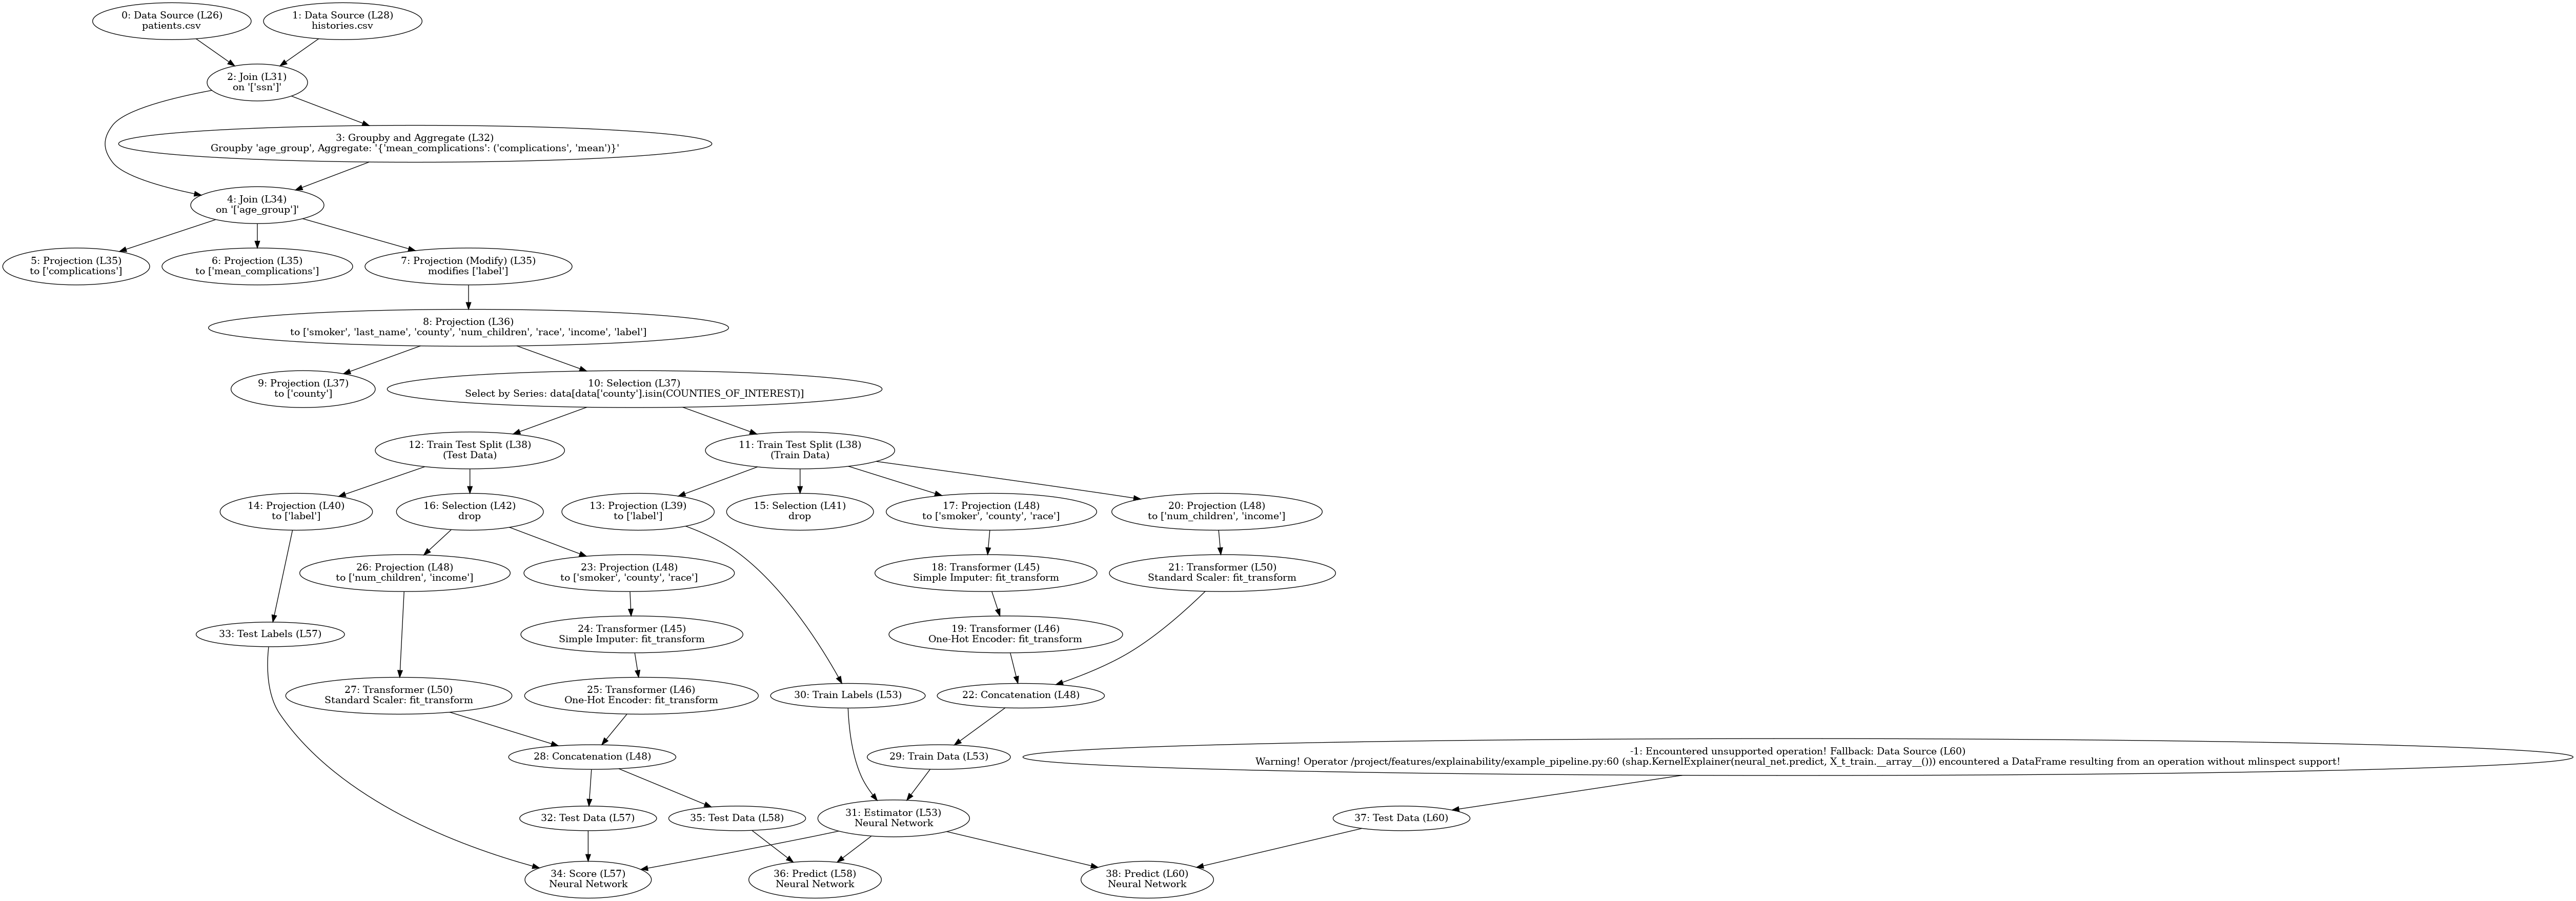 0: Data Source (L26)
patients.csv
1: Data Source (L28)
histories.csv
2: Join (L31)
on '['ssn']'
3: Groupby and Aggregate (L32)
Groupby 'age_group', Aggregate: '{'mean_complications': ('complications', 'mean')}'
4: Join (L34)
on '['age_group']'
5: Projection (L35)
to ['complications']
6: Projection (L35)
to ['mean_complications']
7: Projection (Modify) (L35)
modifies ['label']
8: Projection (L36)
to ['smoker', 'last_name', 'county', 'num_children', 'race', 'income', 'label']
9: Projection (L37)
to ['county']
10: Selection (L37)
Select by Series: data[data['county'].isin(COUNTIES_OF_INTEREST)]
12: Train Test Split (L38)
(Test Data)
11: Train Test Split (L38)
(Train Data)
14: Projection (L40)
to ['label']
16: Selection (L42)
drop
13: Projection (L39)
to ['label']
15: Selection (L41)
drop
17: Projection (L48)
to ['smoker', 'county', 'race']
20: Projection (L48)
to ['num_children', 'income']
26: Projection (L48)
to ['num_children', 'income']
23: Projection (L48)
to ['smoker', 'county', 'race']
18: Transformer (L45)
Simple Imputer: fit_transform
21: Transformer (L50)
Standard Scaler: fit_transform
33: Test Labels (L57)
24: Transformer (L45)
Simple Imputer: fit_transform
19: Transformer (L46)
One-Hot Encoder: fit_transform
27: Transformer (L50)
Standard Scaler: fit_transform
25: Transformer (L46)
One-Hot Encoder: fit_transform
30: Train Labels (L53)
22: Concatenation (L48)
28: Concatenation (L48)
29: Train Data (L53)
-1: Encountered unsupported operation! Fallback: Data Source (L60)
Warning! Operator /project/features/explainability/example_pipeline.py:60 (shap.KernelExplainer(neural_net.predict, X_t_train.__array__())) encountered a DataFrame resulting from an operation without mlinspect support!
32: Test Data (L57)
35: Test Data (L58)
31: Estimator (L53)
Neural Network
37: Test Data (L60)
34: Score (L57)
Neural Network
36: Predict (L58)
Neural Network
38: Predict (L60)
Neural Network